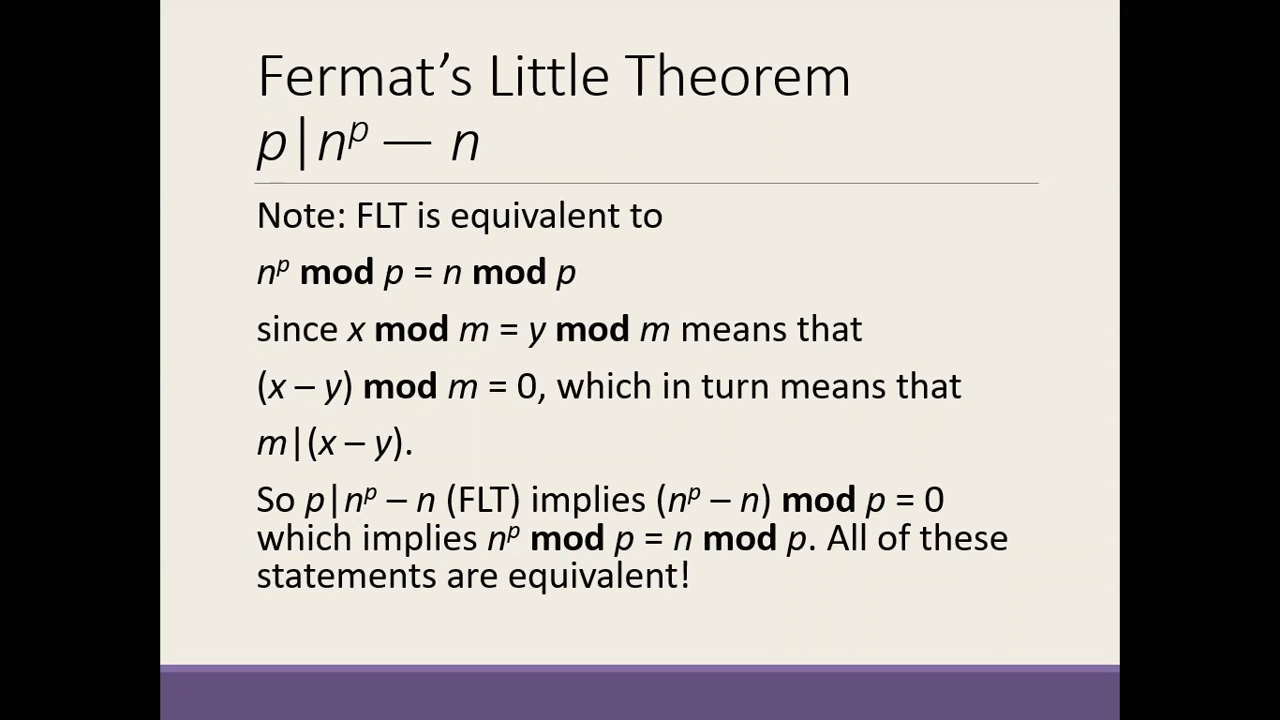 Fermat’s Little Theorem
p|nᵖ — n
Note: FLT is equivalent to
nᵖ mod p = n mod p
since x mod m = y mod m means that
(x – y) mod m = 0, which in turn means that
m|(x – y).
So p|nᵖ – n (FLT) implies (nᵖ – n) mod p = 0
which implies nᵖ mod p = n mod p. All of these
statements are equivalent!